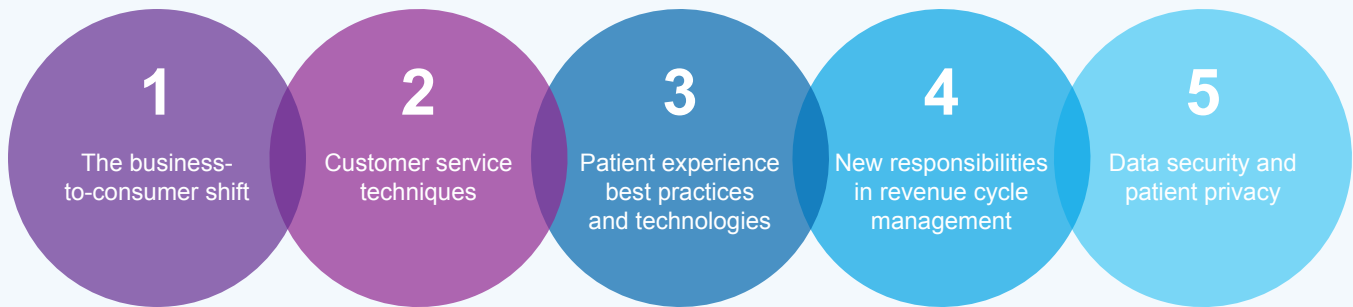 1
The business-
to-consumer shift
2
Customer service
techniques
3
Patient experience
best practices
and technologies
4
New responsibilities
in revenue cycle
management
5
Data security and
patient privacy